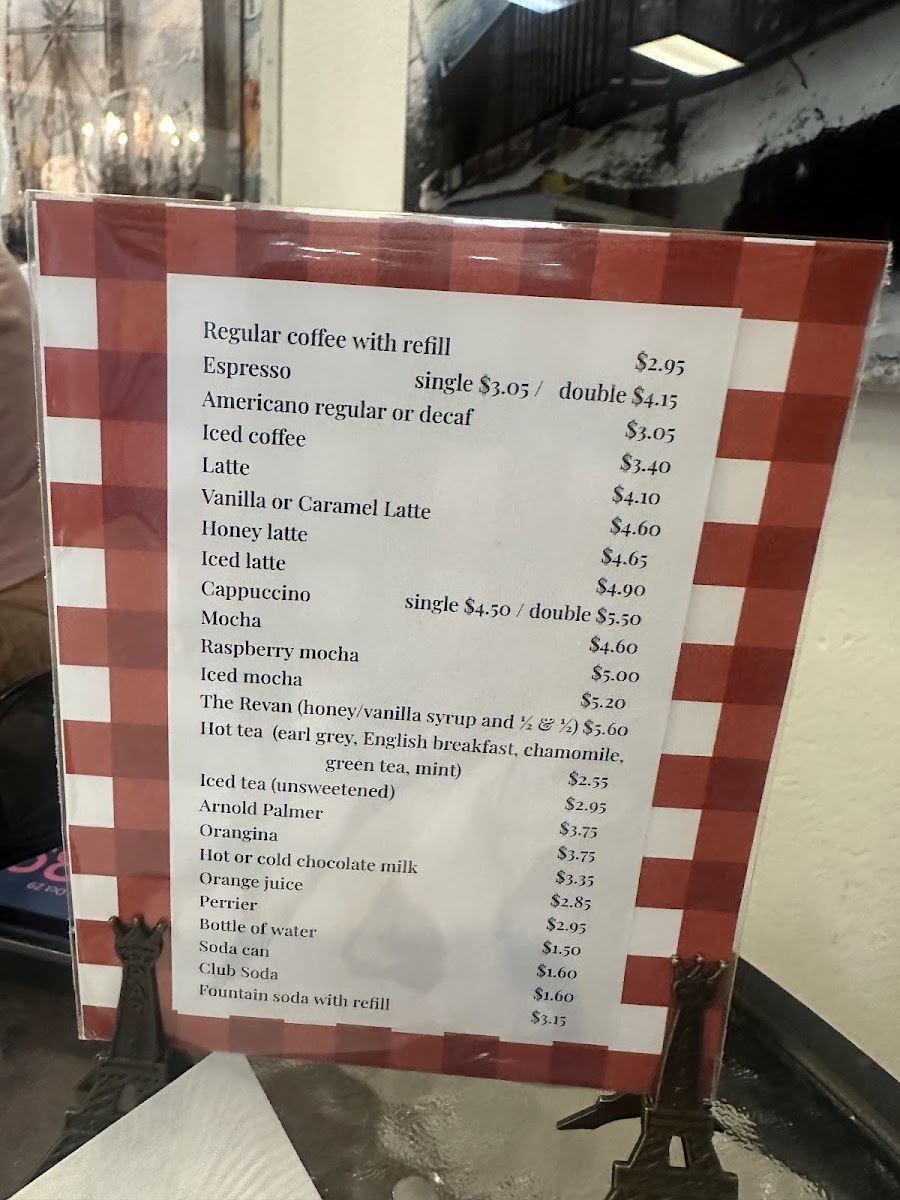 Regular coffee with refill $2.95
Espresso single $3.05 / double $4.15
Americano regular or decaf $3.05
Iced coffee $3.40
Latte $4.10
Vanilla or Caramel Latte $4.60
Honey latte $4.65
Iced latte $4.90
Cappuccino single $4.50 / double $5.50
Mocha $4.60
Raspberry mocha $5.00
Iced mocha $5.20
The Revan (honey/vanilla syrup and ½ & ½) $5.60
Hot tea (earl grey, English breakfast, chamomile,
green tea, mint) $2.55
Iced tea (unsweetened) $2.95
Arnold Palmer $3.75
Orangina $3.75
Hot or cold chocolate milk $3.35
Orange juice $2.85
Perrier $2.95
Bottle of water $1.50
Soda can $1.60
Club Soda $1.60
Fountain soda with refill $3.15